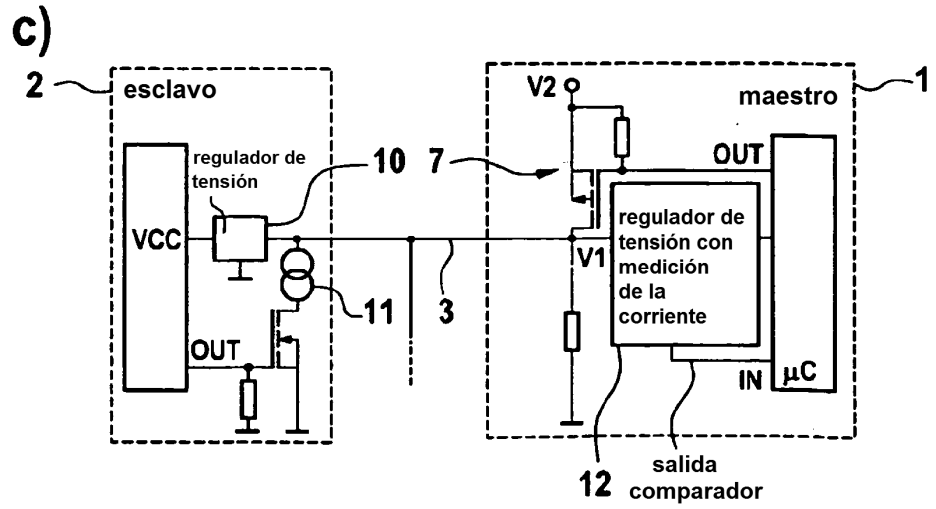 c)
2
esclavo
regulador de
tensión
10
VCC
11
OUT
3
7
V2
maestro
1
OUT
V1
regulador de
tensión con
medición
de la
corriente
IN
µC
12
salida
comparador